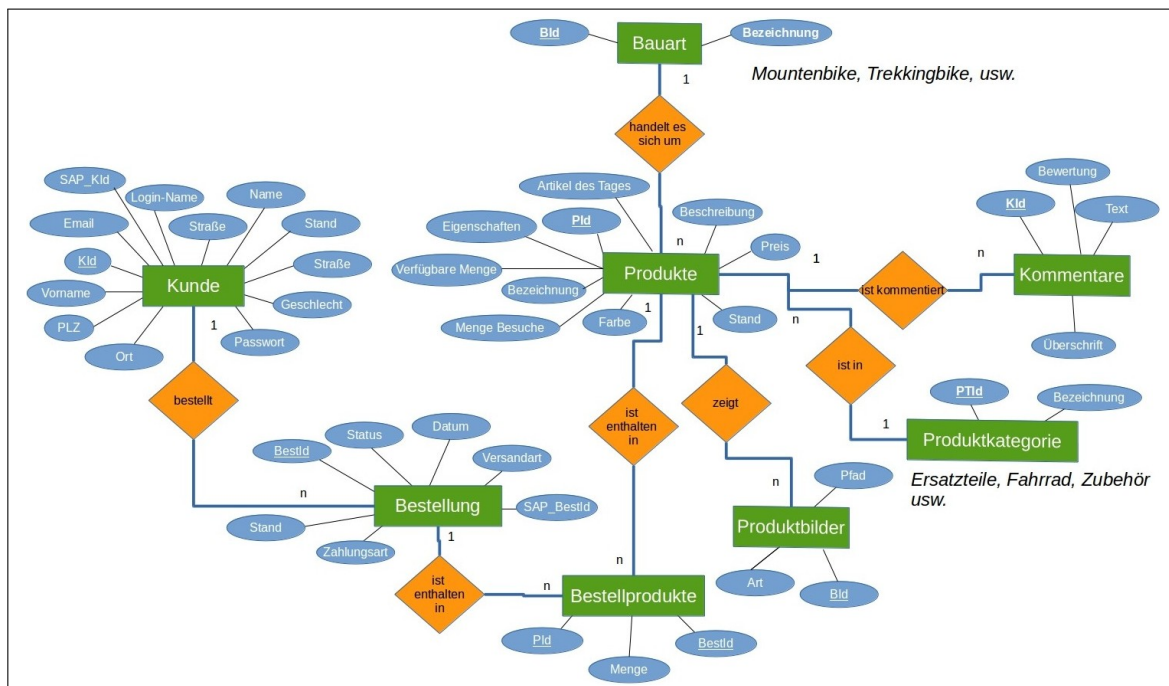 BId
Bezeichnung
Bauart
1
Mountenbike, Trekkingbike, usw.
handelt es
sich um
n
SAP_KId
Login-Name
Name
Email
Straße
Stand
KId
Straße
Kunde
Vorname
Geschlecht
PLZ
Ort
Passwort
1
bestellt
n
Artikel des Tages
PId
Beschreibung
Eigenschaften
Preis
Verfügbare Menge
Produkte
Bezeichnung
Menge Besuche
Farbe
Stand
1
1
1
n
ist kommentiert
n
Bewertung
KId
Text
Kommentare
Überschrift
ist in
1
PTId
Bezeichnung
Produktkategorie
Ersatzteile, Fahrrad, Zubehör
usw.
ist
enthalten
in
n
zeigt
n
Pfad
Produktbilder
Art
BId
Datum
Status
BestId
Versandart
Bestellung
SAP_BestId
Stand
Zahlungsart
1
ist
enthalten
in
n
Bestellprodukte
PId
Menge
BestId